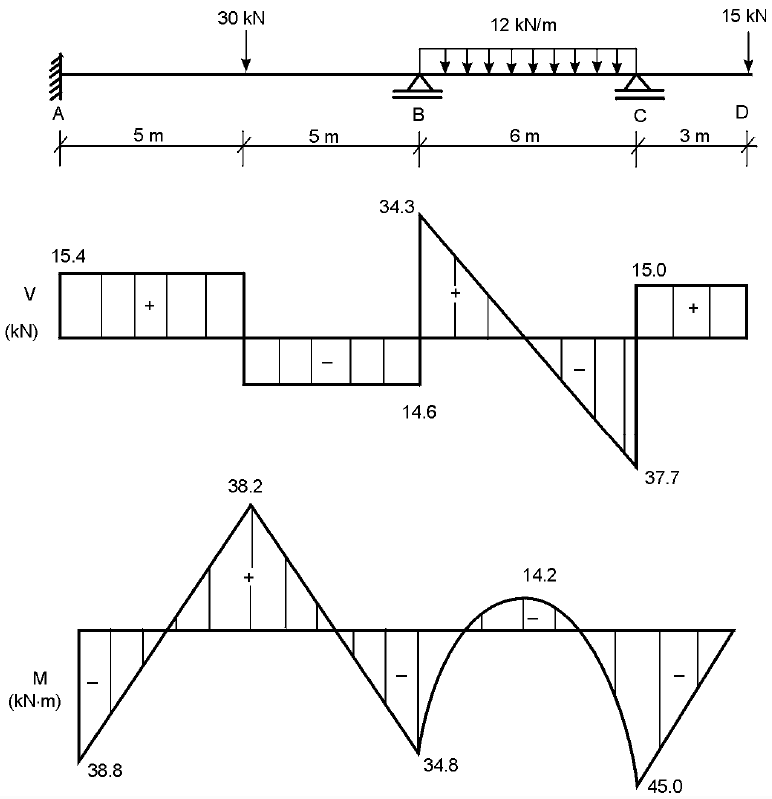 30 kN
12 kN/m
15 kN
A
B
C
D
5 m
5 m
6 m
3 m
34.3
15.4
15.0
V
(kN)
+
−
+
−
+
14.6
37.7
38.2
+
14.2
−
M
(kN·m)
−
−
−
38.8
34.8
45.0